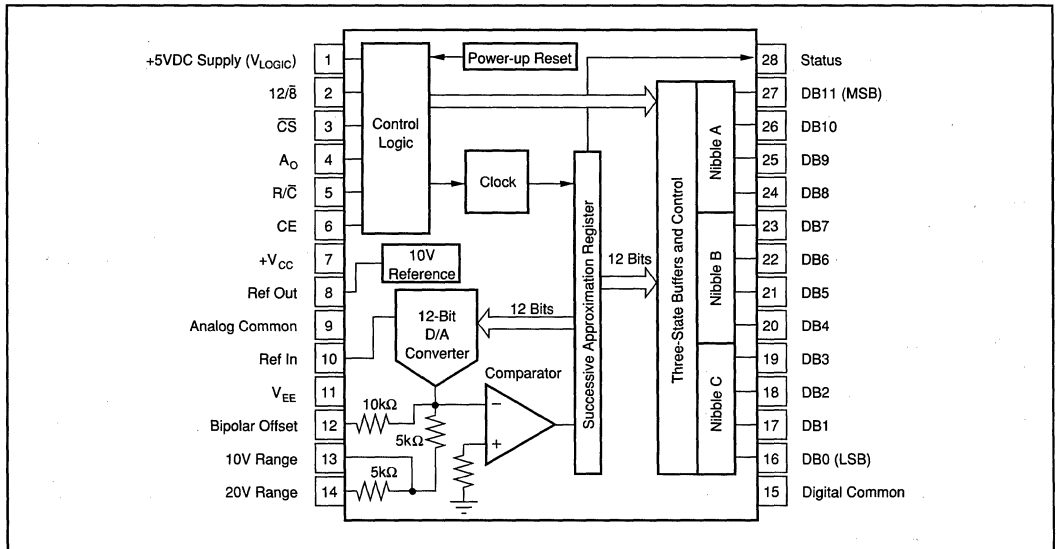 +5VDC Supply (VLOGIC) 1
12/8̅ 2
C̅S̅ 3
AO 4
R/C̅ 5
CE 6
+VCC 7
Ref Out 8
Analog Common 9
Ref In 10
VEE 11
Bipolar Offset 12
10V Range 13
20V Range 14
Control
Logic
Power-up Reset
Clock
10V
Reference
12-Bit
D/A
Converter
12 Bits
Comparator
−
+
10kΩ
5kΩ
5kΩ
Successive Approximation Register
12 Bits
Three-State Buffers and Control
Nibble A
Nibble B
Nibble C
28 Status
27 DB11 (MSB)
26 DB10
25 DB9
24 DB8
23 DB7
22 DB6
21 DB5
20 DB4
19 DB3
18 DB2
17 DB1
16 DB0 (LSB)
15 Digital Common